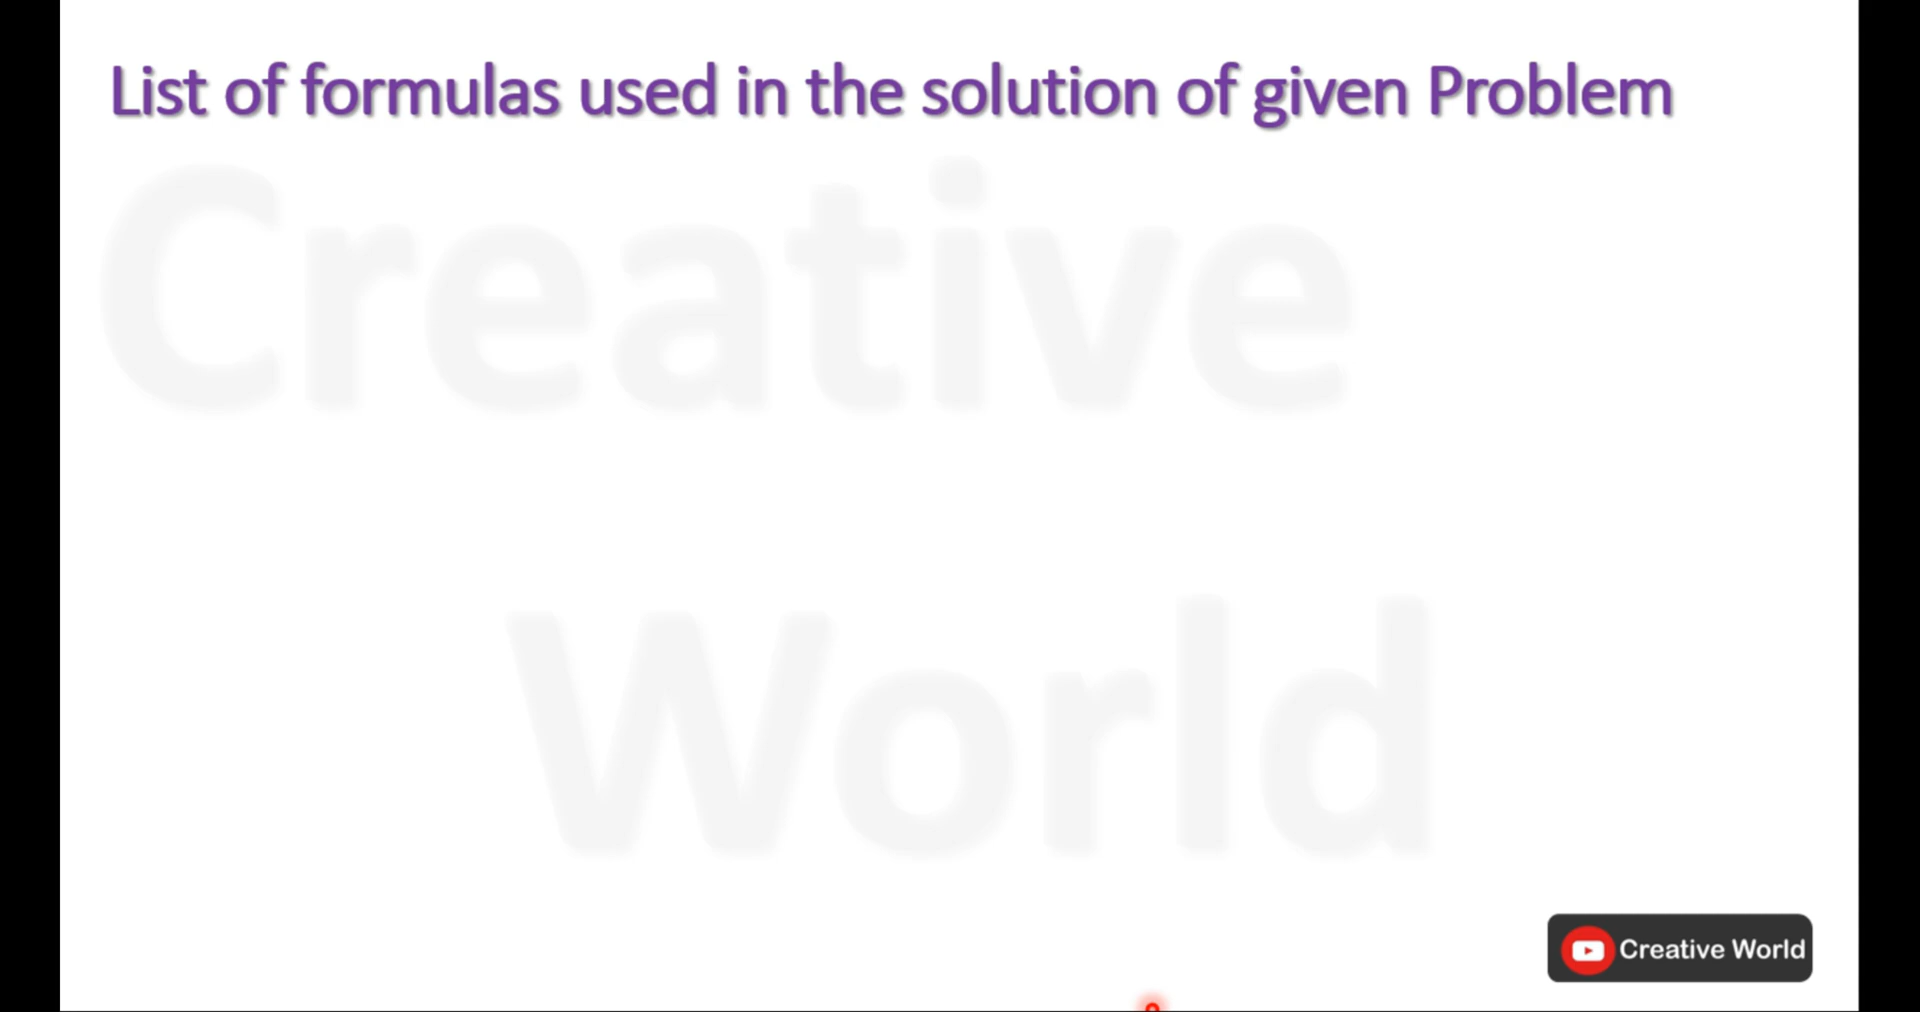 List of formulas used in the solution of given Problem
Creative
World
Creative World